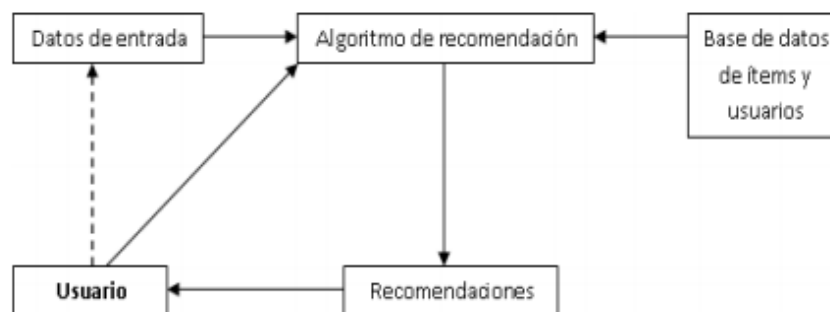 Datos de entrada
Algoritmo de recomendación
Base de datos
de ítems y
usuarios
Usuario
Recomendaciones